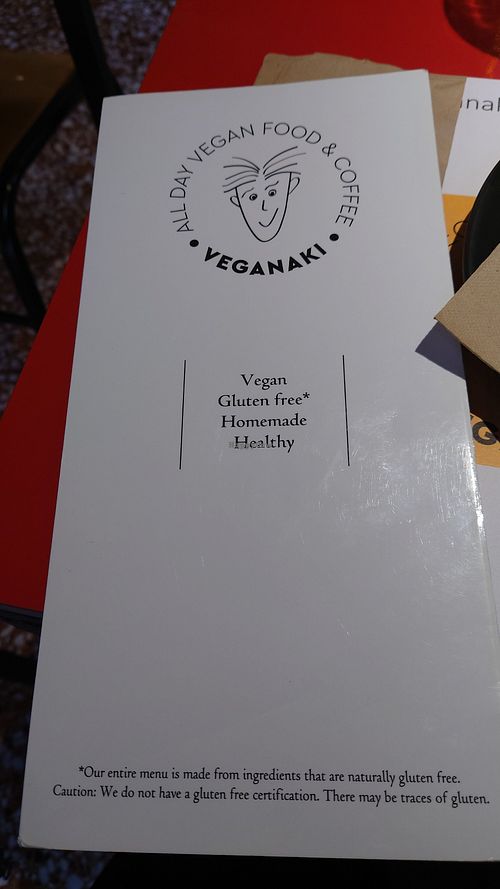 ALL DAY VEGAN FOOD & COFFEE
• VEGANAKI •
Vegan
Gluten free*
Homemade
Healthy
*Our entire menu is made from ingredients that are naturally gluten free.
Caution: We do not have a gluten free certification. There may be traces of gluten.